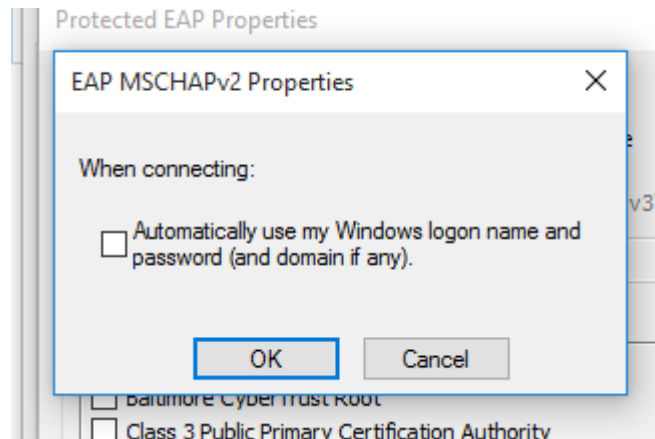 Protected EAP Properties
EAP MSCHAPv2 Properties
When connecting:
v3
Automatically use my Windows logon name and
password (and domain if any).
OK
Cancel
Baltimore CyberTrust Root
Class 3 Public Primary Certification Authority